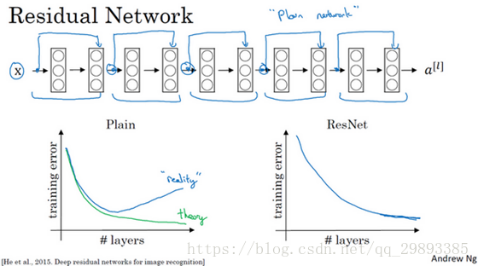 Residual Network
"Plain network"
x
a[l]
Plain
ResNet
training error
"reality"
theory
# layers
training error
# layers
https://blog.csdn.net/qq_29893385
[He et al., 2015. Deep residual networks for image recognition]
Andrew Ng